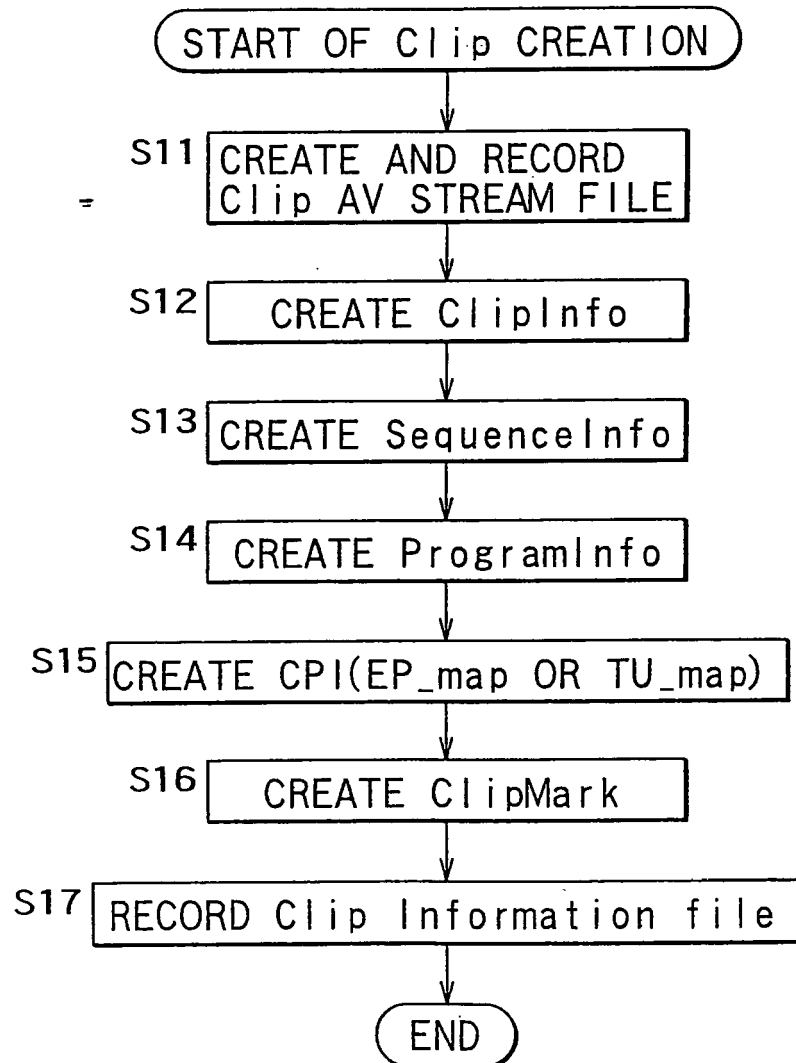 START OF Clip CREATION
S11
CREATE AND RECORD
Clip AV STREAM FILE
S12
CREATE ClipInfo
S13
CREATE SequenceInfo
S14
CREATE ProgramInfo
S15
CREATE CPI(EP_map OR TU_map)
S16
CREATE ClipMark
S17
RECORD Clip Information file
END